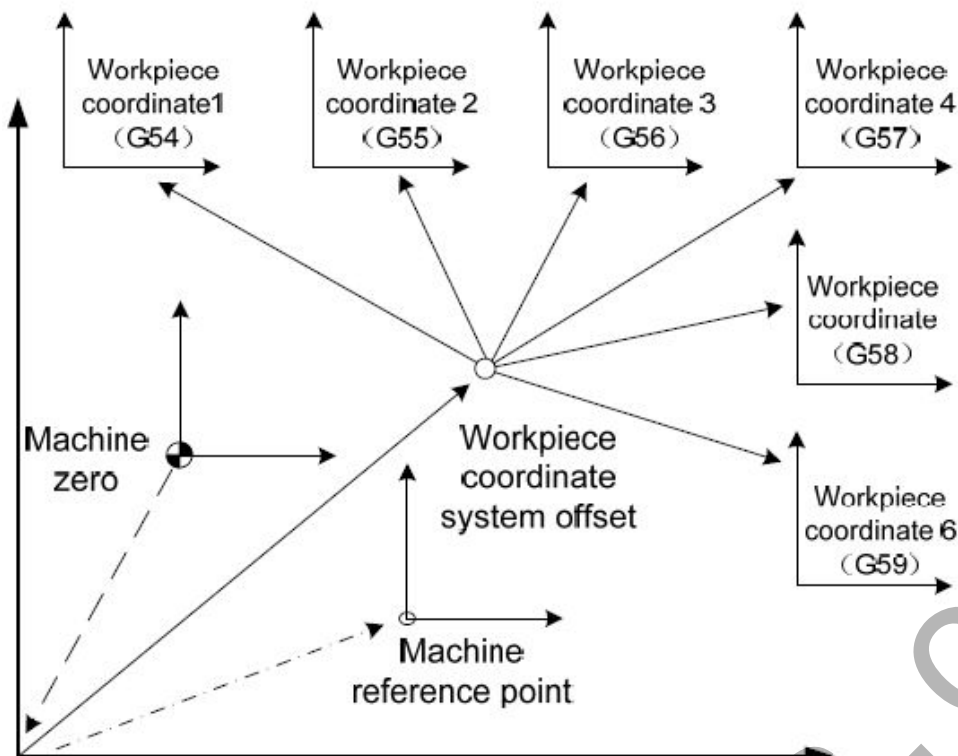 Workpiece
coordinate1
（G54）
Workpiece
coordinate 2
（G55）
Workpiece
coordinate 3
（G56）
Workpiece
coordinate 4
（G57）
Workpiece
coordinate
（G58）
Machine
zero
Workpiece
coordinate
system offset
Workpiece
coordinate 6
（G59）
Machine
reference point